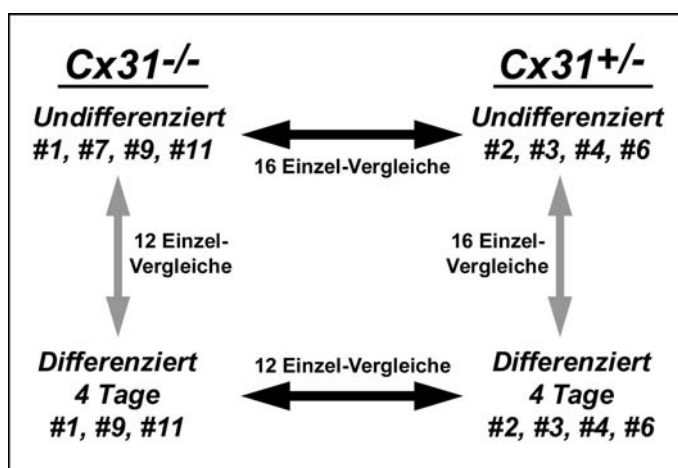 Cx31-/-
Undifferenziert
#1, #7, #9, #11
Cx31+/-
Undifferenziert
#2, #3, #4, #6
16 Einzel-Vergleiche
12 Einzel-
Vergleiche
16 Einzel-
Vergleiche
Differenziert
4 Tage
#1, #9, #11
12 Einzel-Vergleiche
Differenziert
4 Tage
#2, #3, #4, #6